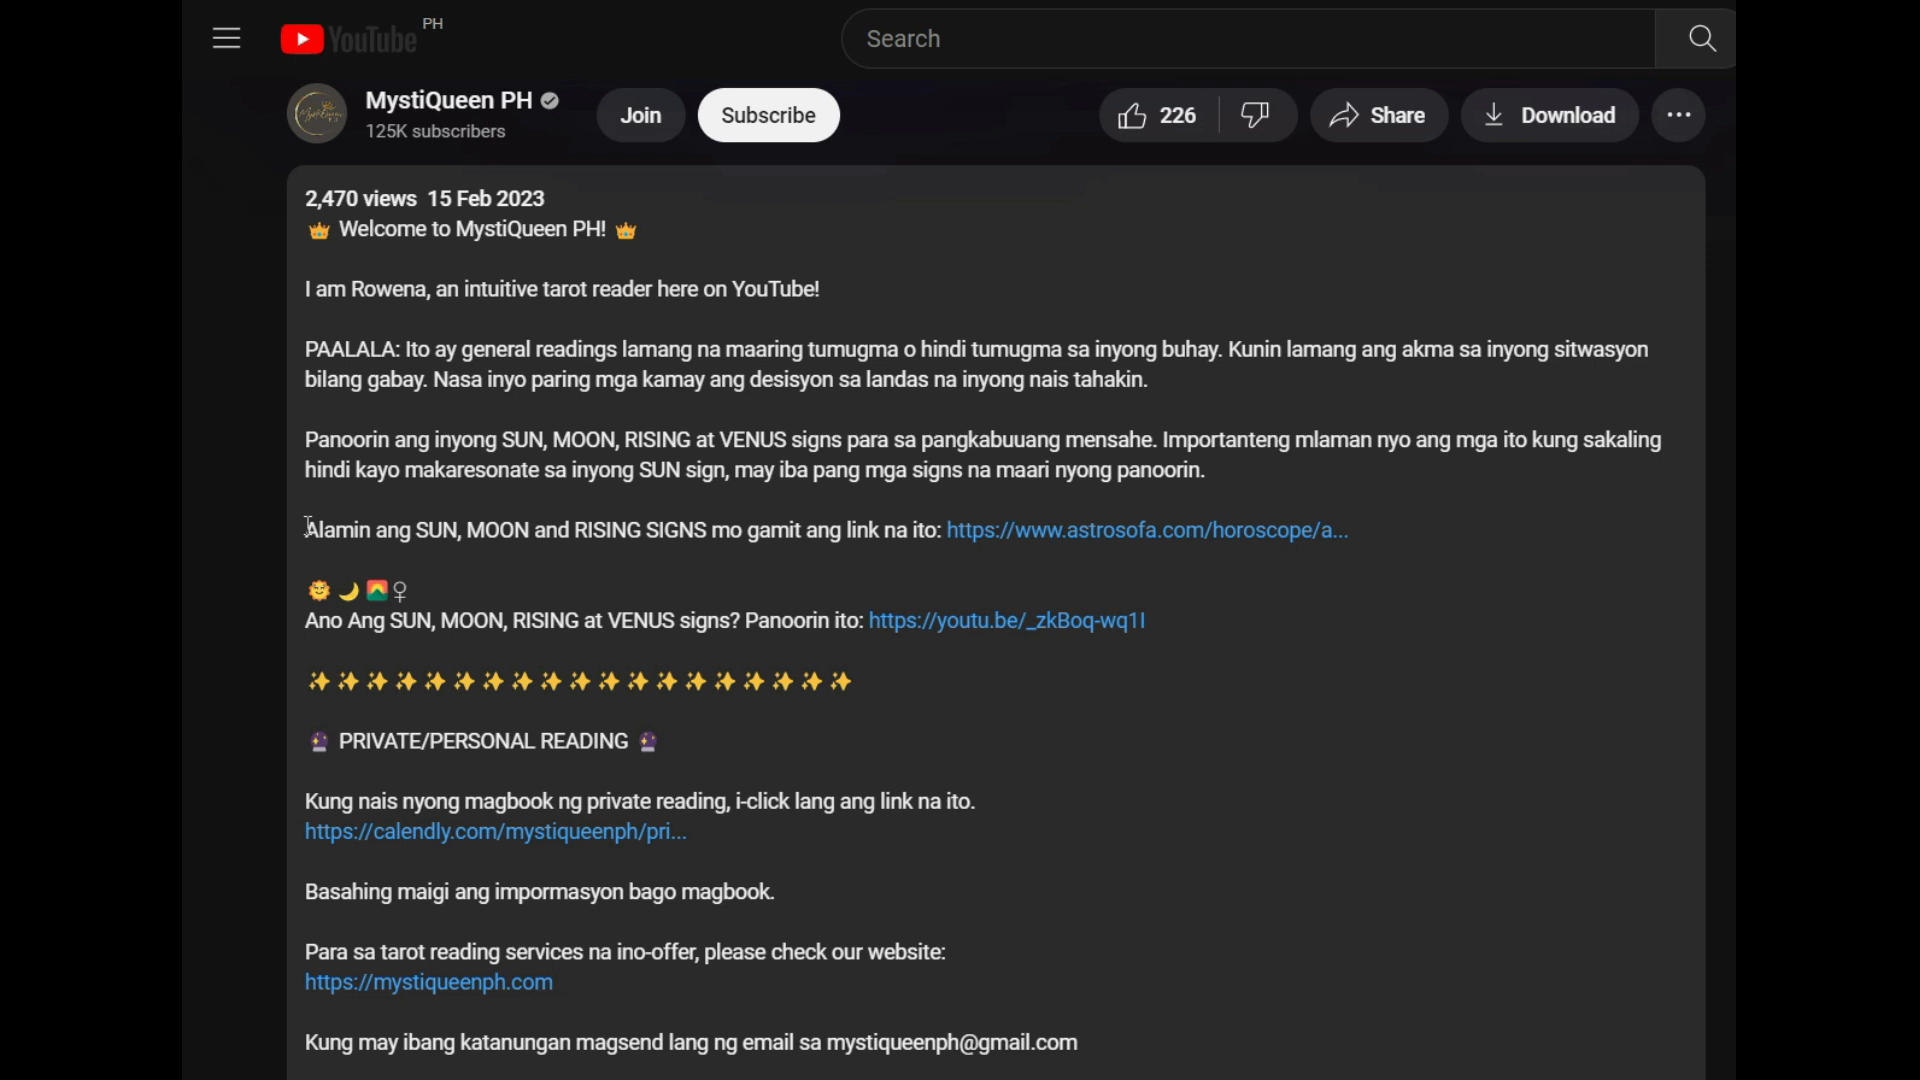 YouTube PH
Search
MystiQueen PH
125K subscribers
Join
Subscribe
226
Share
Download
2,470 views 15 Feb 2023
👑 Welcome to MystiQueen PH! 👑
I am Rowena, an intuitive tarot reader here on YouTube!
PAALALA: Ito ay general readings lamang na maaring tumugma o hindi tumugma sa inyong buhay. Kunin lamang ang akma sa inyong sitwasyon
bilang gabay. Nasa inyo paring mga kamay ang desisyon sa landas na inyong nais tahakin.
Panoorin ang inyong SUN, MOON, RISING at VENUS signs para sa pangkabuuang mensahe. Importanteng mlaman nyo ang mga ito kung sakaling
hindi kayo makaresonate sa inyong SUN sign, may iba pang mga signs na maari nyong panoorin.
Alamin ang SUN, MOON and RISING SIGNS mo gamit ang link na ito: https://www.astrosofa.com/horoscope/a...
🌞 🌙 🌄 ♀
Ano Ang SUN, MOON, RISING at VENUS signs? Panoorin ito: https://youtu.be/_zkBoq-wq1I
✨ ✨ ✨ ✨ ✨ ✨ ✨ ✨ ✨ ✨ ✨ ✨ ✨ ✨ ✨ ✨ ✨ ✨ ✨
🔮 PRIVATE/PERSONAL READING 🔮
Kung nais nyong magbook ng private reading, i-click lang ang link na ito.
https://calendly.com/mystiqueenph/pri...
Basahing maigi ang impormasyon bago magbook.
Para sa tarot reading services na ino-offer, please check our website:
https://mystiqueenph.com
Kung may ibang katanungan magsend lang ng email sa mystiqueenph@gmail.com